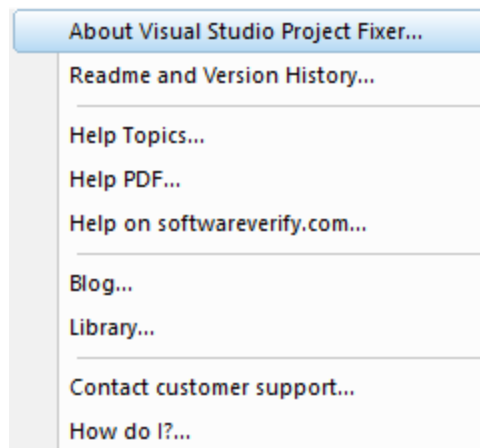 About Visual Studio Project Fixer...
Readme and Version History...
Help Topics...
Help PDF...
Help on softwareverify.com...
Blog...
Library...
Contact customer support...
How do I?...